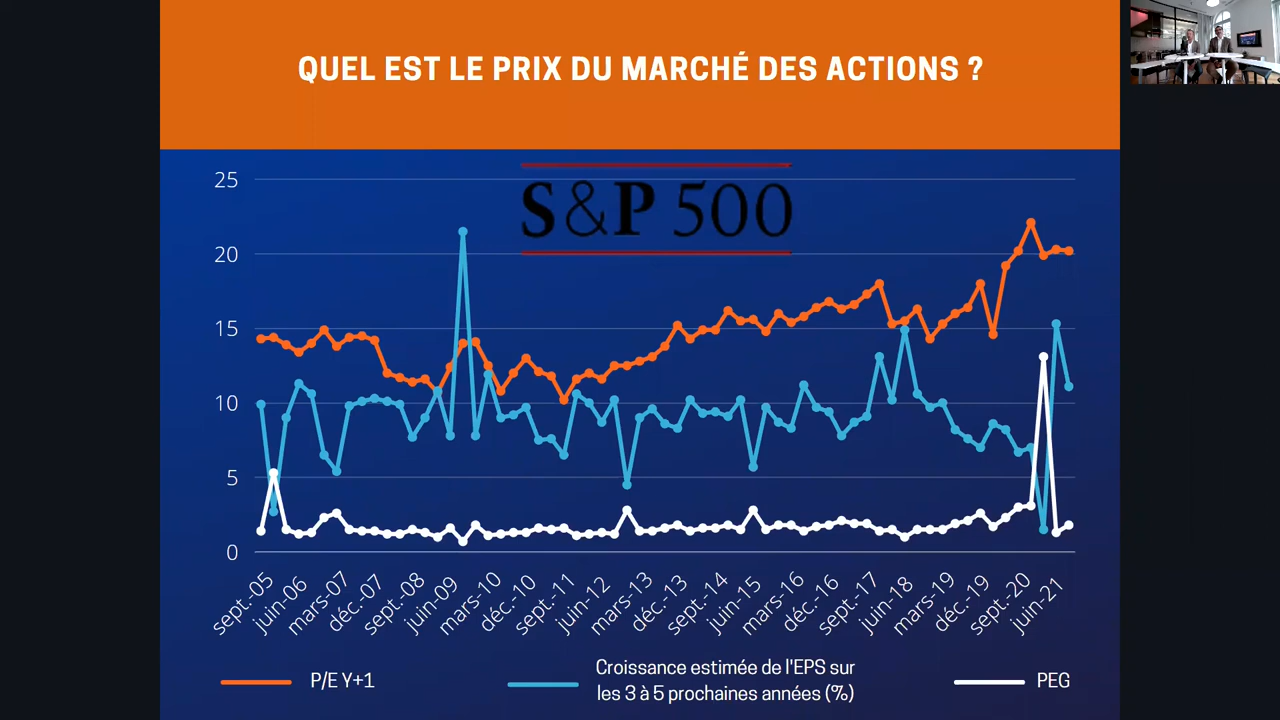 QUEL EST LE PRIX DU MARCHÉ DES ACTIONS ?
S&P 500
25
20
15
10
5
0
sept.-05
juin-06
mars-07
déc.-07
sept.-08
juin-09
mars-10
déc.-10
sept.-11
juin-12
mars-13
déc.-13
sept.-14
juin-15
mars-16
déc.-16
sept.-17
juin-18
mars-19
déc.-19
sept.-20
juin-21
P/E Y+1
Croissance estimée de l'EPS sur
les 3 à 5 prochaines années (%)
PEG